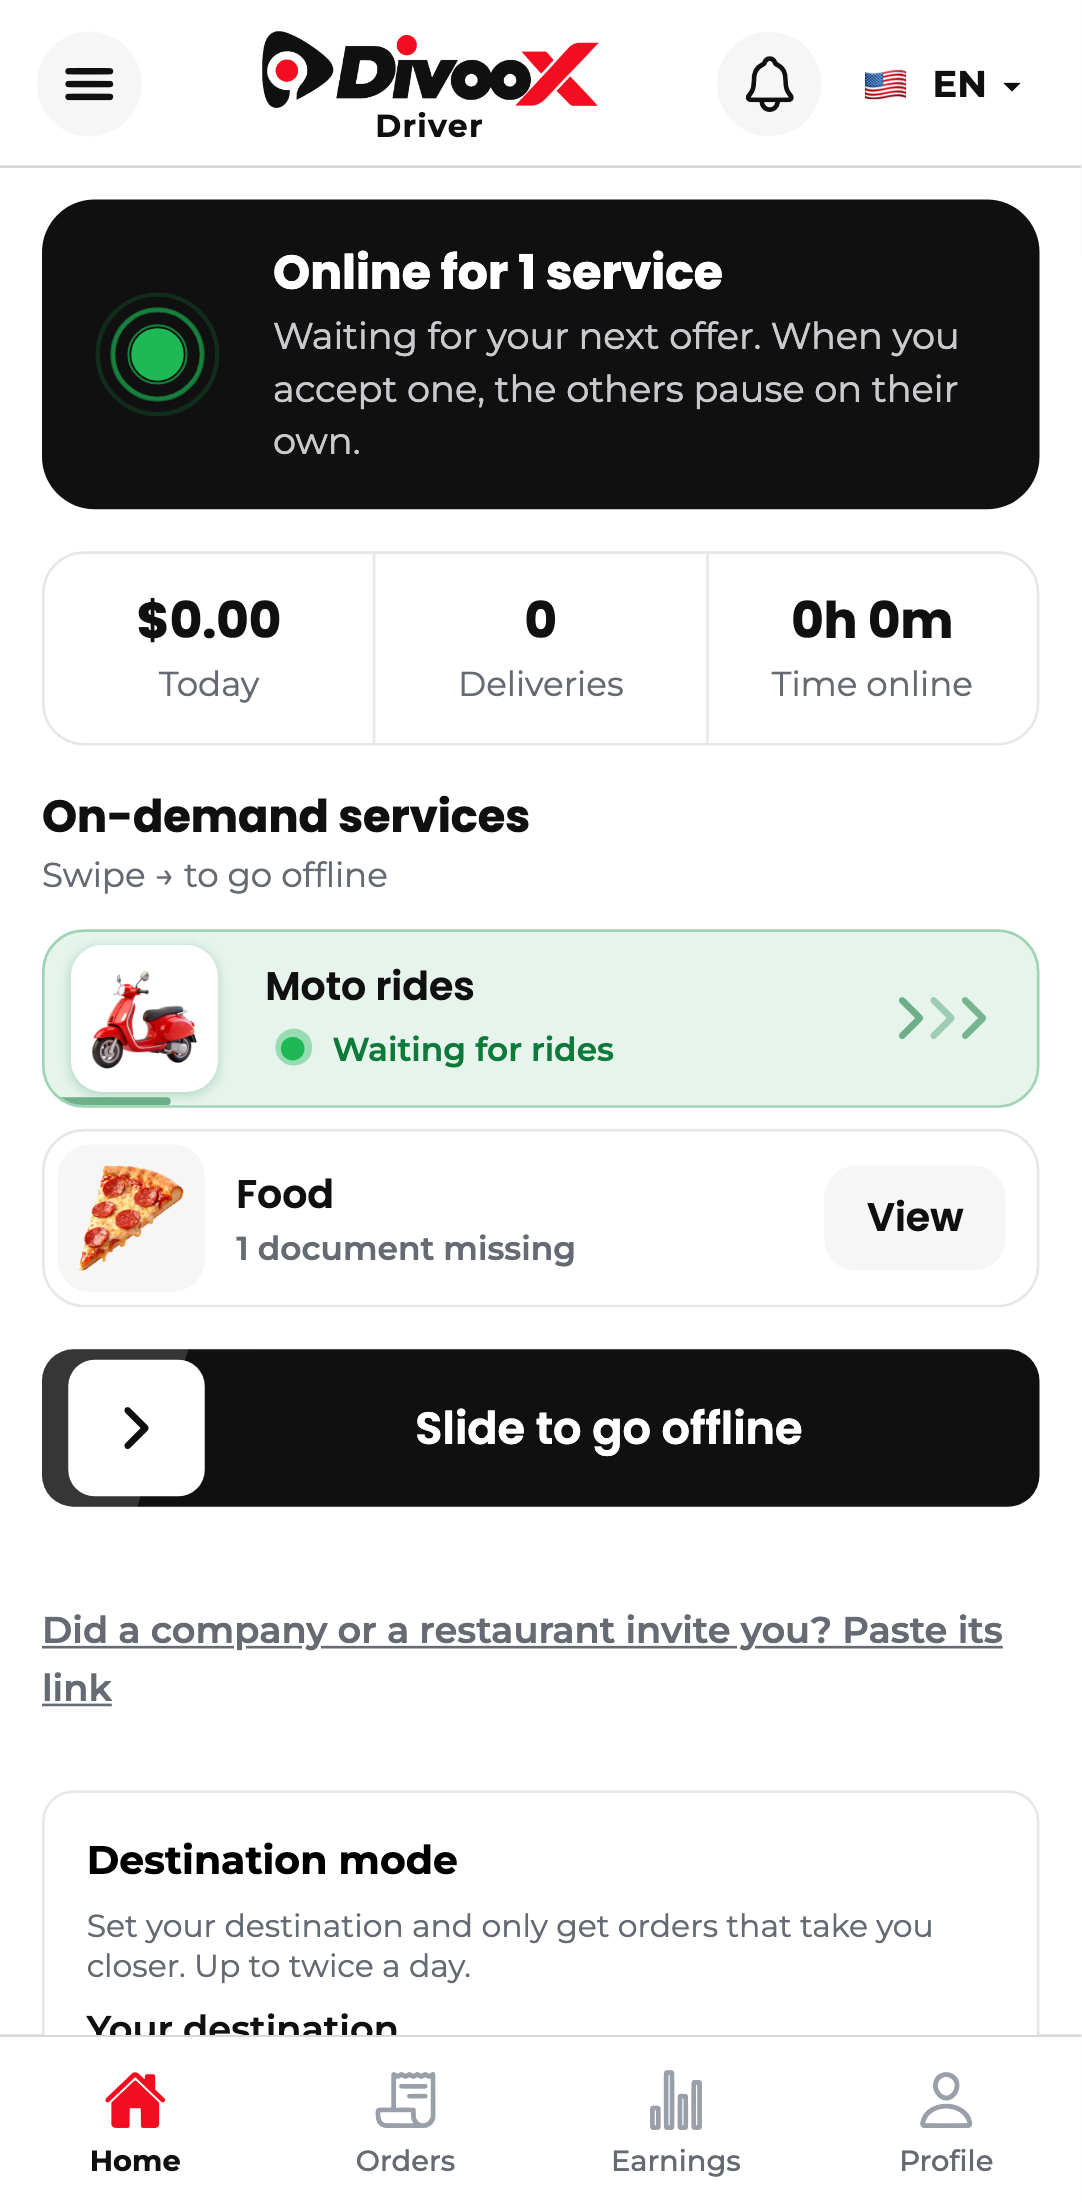 DivooX
Driver
EN
Online for 1 service
Waiting for your next offer. When you
accept one, the others pause on their
own.
$0.00
Today
0
Deliveries
0h 0m
Time online
On-demand services
Swipe → to go offline
Moto rides
Waiting for rides
Food
1 document missing
View
Slide to go offline
Did a company or a restaurant invite you? Paste its
link
Destination mode
Set your destination and only get orders that take you
closer. Up to twice a day.
Your destination
Home
Orders
Earnings
Profile